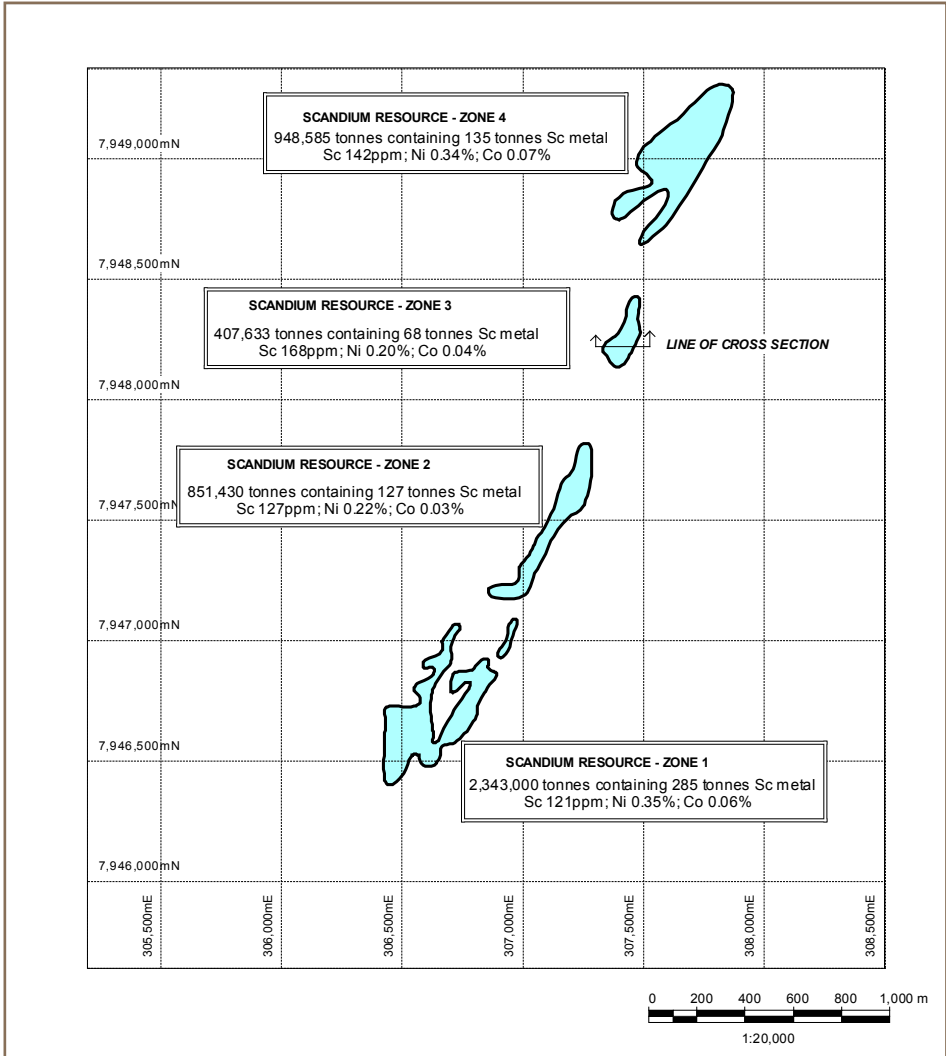 SCANDIUM RESOURCE - ZONE 4
948,585 tonnes containing 135 tonnes Sc metal
Sc 142ppm; Ni 0.34%; Co 0.07%
7,949,000mN
7,948,500mN
SCANDIUM RESOURCE - ZONE 3
407,633 tonnes containing 68 tonnes Sc metal
Sc 168ppm; Ni 0.20%; Co 0.04%
LINE OF CROSS SECTION
7,948,000mN
SCANDIUM RESOURCE - ZONE 2
851,430 tonnes containing 127 tonnes Sc metal
Sc 127ppm; Ni 0.22%; Co 0.03%
7,947,500mN
7,947,000mN
7,946,500mN
SCANDIUM RESOURCE - ZONE 1
2,343,000 tonnes containing 285 tonnes Sc metal
Sc 121ppm; Ni 0.35%; Co 0.06%
7,946,000mN
305,500mE
306,000mE
306,500mE
307,000mE
307,500mE
308,000mE
308,500mE
0 200 400 600 800 1,000 m
1:20,000